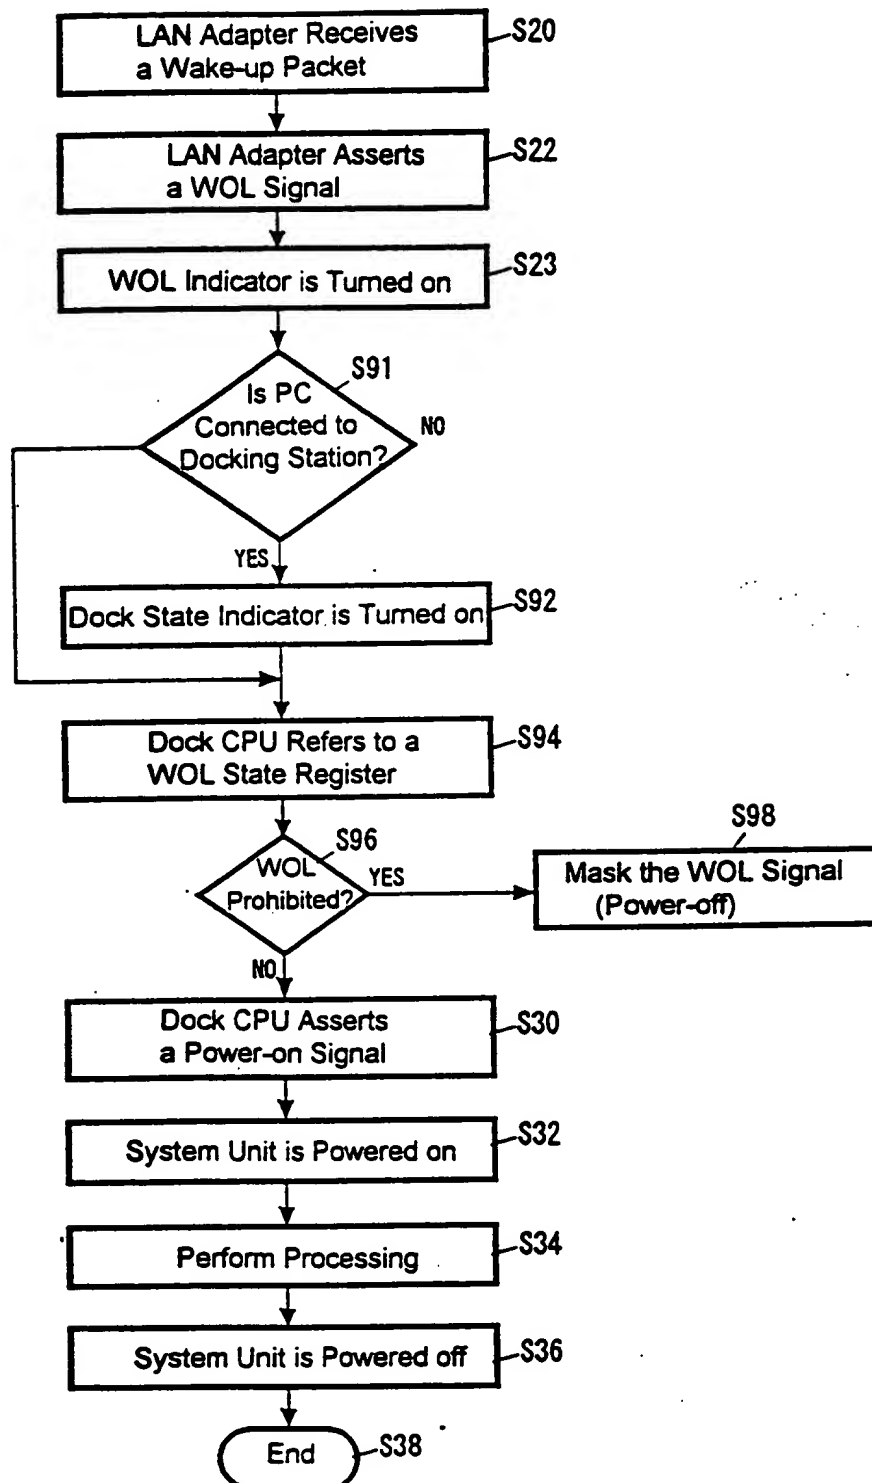 LAN Adapter Receives
a Wake-up Packet
S20
LAN Adapter Asserts
a WOL Signal
S22
WOL Indicator is Turned on
S23
S91
Is PC
Connected to
Docking Station?
NO
YES
Dock State Indicator is Turned on
S92
Dock CPU Refers to a
WOL State Register
S94
S96
WOL
Prohibited?
YES
S98
Mask the WOL Signal
(Power-off)
NO
Dock CPU Asserts
a Power-on Signal
S30
System Unit is Powered on
S32
Perform Processing
S34
System Unit is Powered off
S36
End
S38